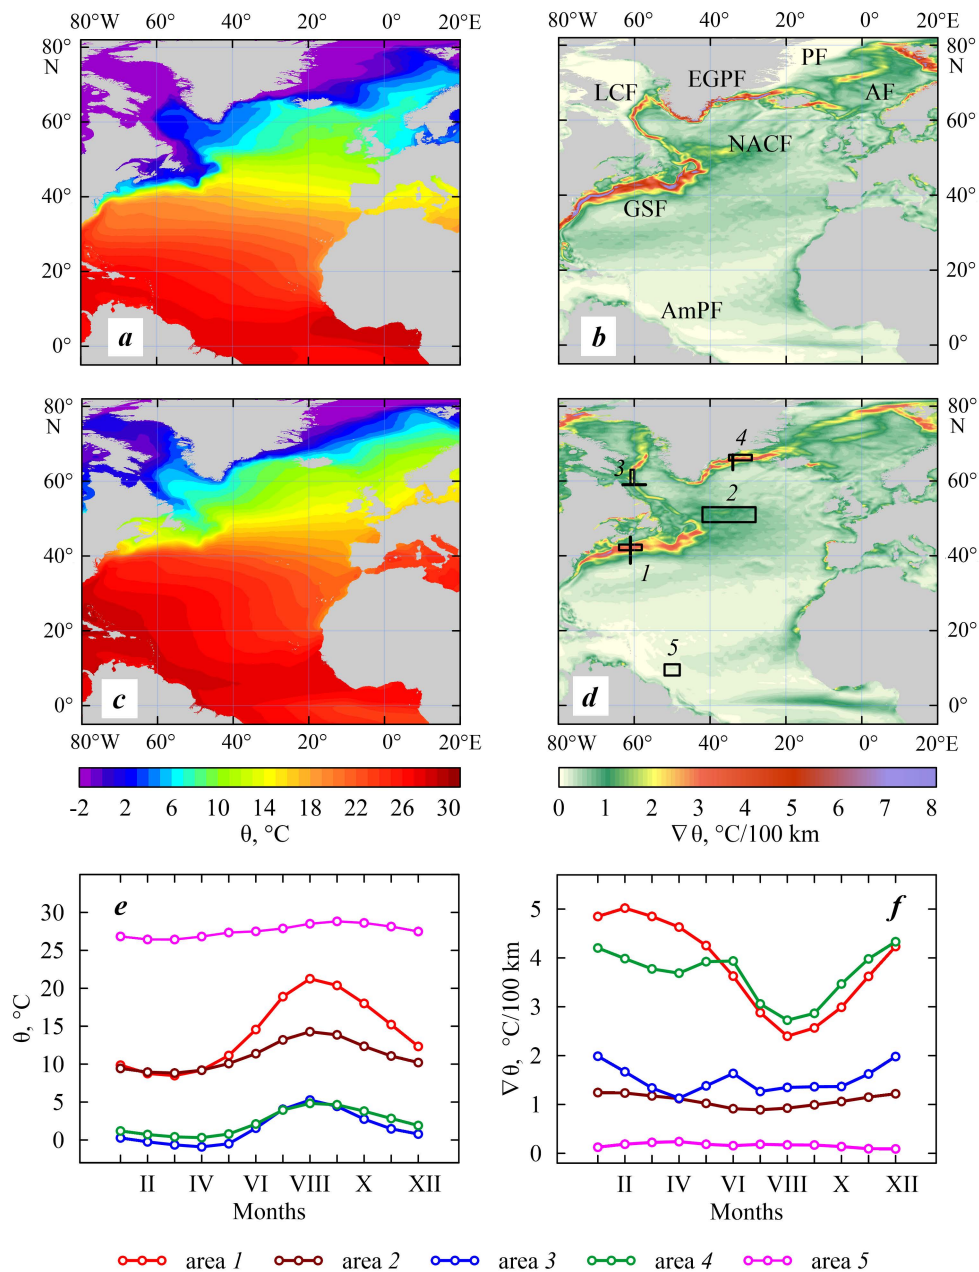 80°W 60° 40° 20° 0° 20°E
80°W 60° 40° 20° 0° 20°E
80°
N
60°
40°
20°
0°
a
80°
N
60°
40°
20°
0°
PF
EGPF
LCF
AF
NACF
GSF
AmPF
b
80°
N
60°
40°
20°
0°
c
80°W 60° 40° 20° 0° 20°E
80°
N
60°
40°
20°
0°
4
3
2
1
5
d
80°W 60° 40° 20° 0° 20°E
-2 2 6 10 14 18 22 26 30
θ, °C
0 1 2 3 4 5 6 7 8
∇θ, °C/100 km
e
30
25
20
15
10
5
0
θ, °C
II IV VI VIII X XII
Months
f
5
4
3
2
1
0
∇θ, °C/100 km
II IV VI VIII X XII
Months
area 1 area 2 area 3 area 4 area 5